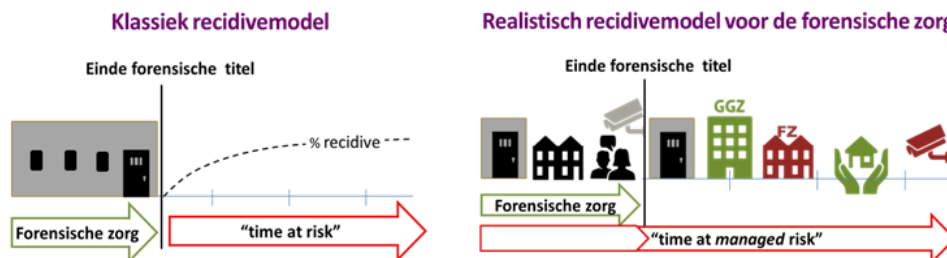 Klassiek recidivemodel
Einde forensische titel
% recidive
Forensische zorg
“time at risk”
Realistisch recidivemodel voor de forensische zorg
Einde forensische titel
GGZ
FZ
Forensische zorg
“time at managed risk”